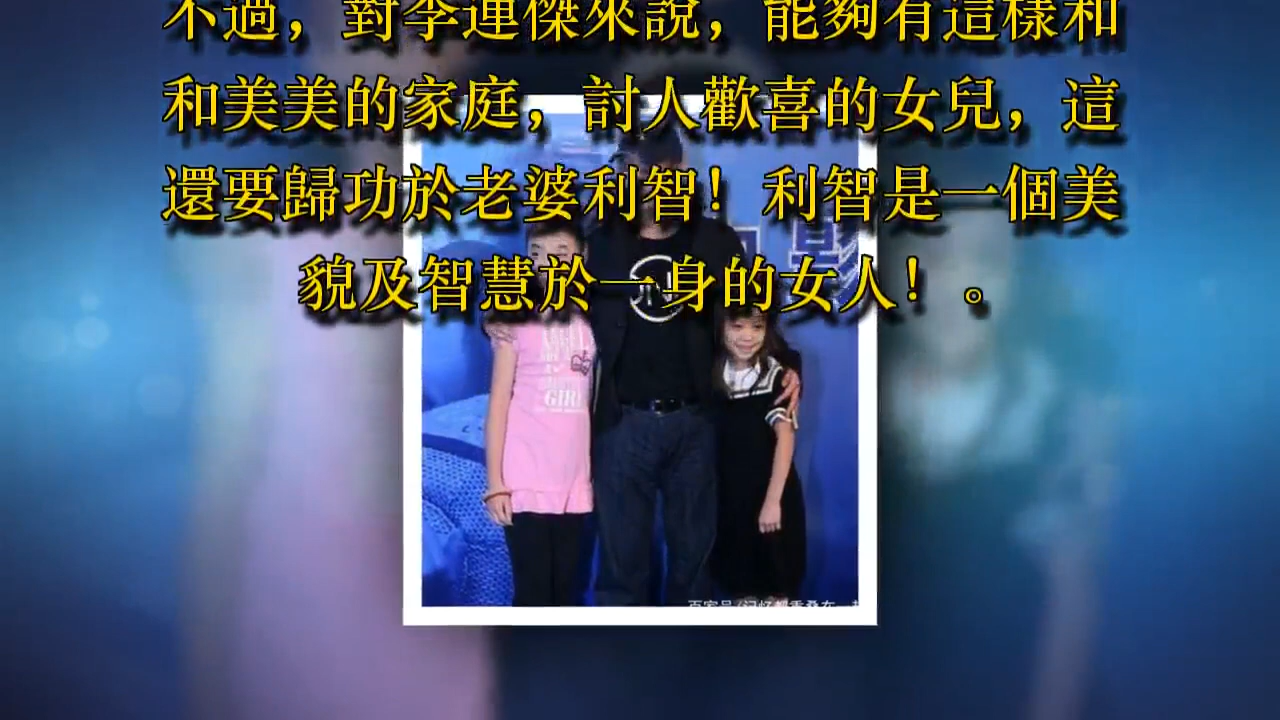 不過，對李連傑來說，能夠有這樣和
和美美的家庭，討人歡喜的女兒，這
還要歸功於老婆利智！利智是一個美
貌及智慧於一身的女人！。
GIRL